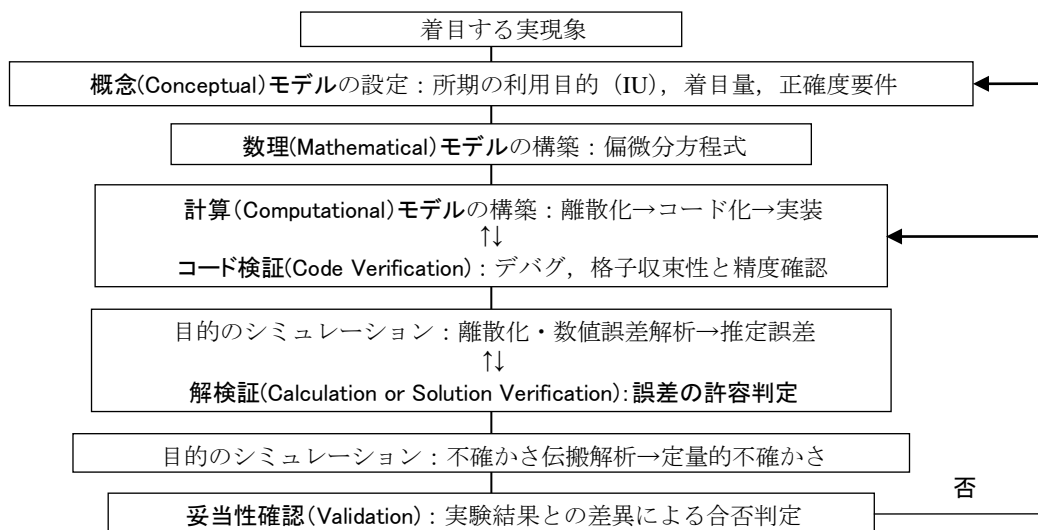 着目する実現象
概念(Conceptual)モデルの設定：所期の利用目的（IU），着目量，正確度要件
数理(Mathematical)モデルの構築：偏微分方程式
計算(Computational)モデルの構築：離散化→コード化→実装
↑↓
コード検証(Code Verification)：デバグ，格子収束性と精度確認
目的のシミュレーション：離散化・数値誤差解析→推定誤差
↑↓
解検証(Calculation or Solution Verification)：誤差の許容判定
目的のシミュレーション：不確かさ伝搬解析→定量的不確かさ
否
妥当性確認(Validation)：実験結果との差異による合否判定